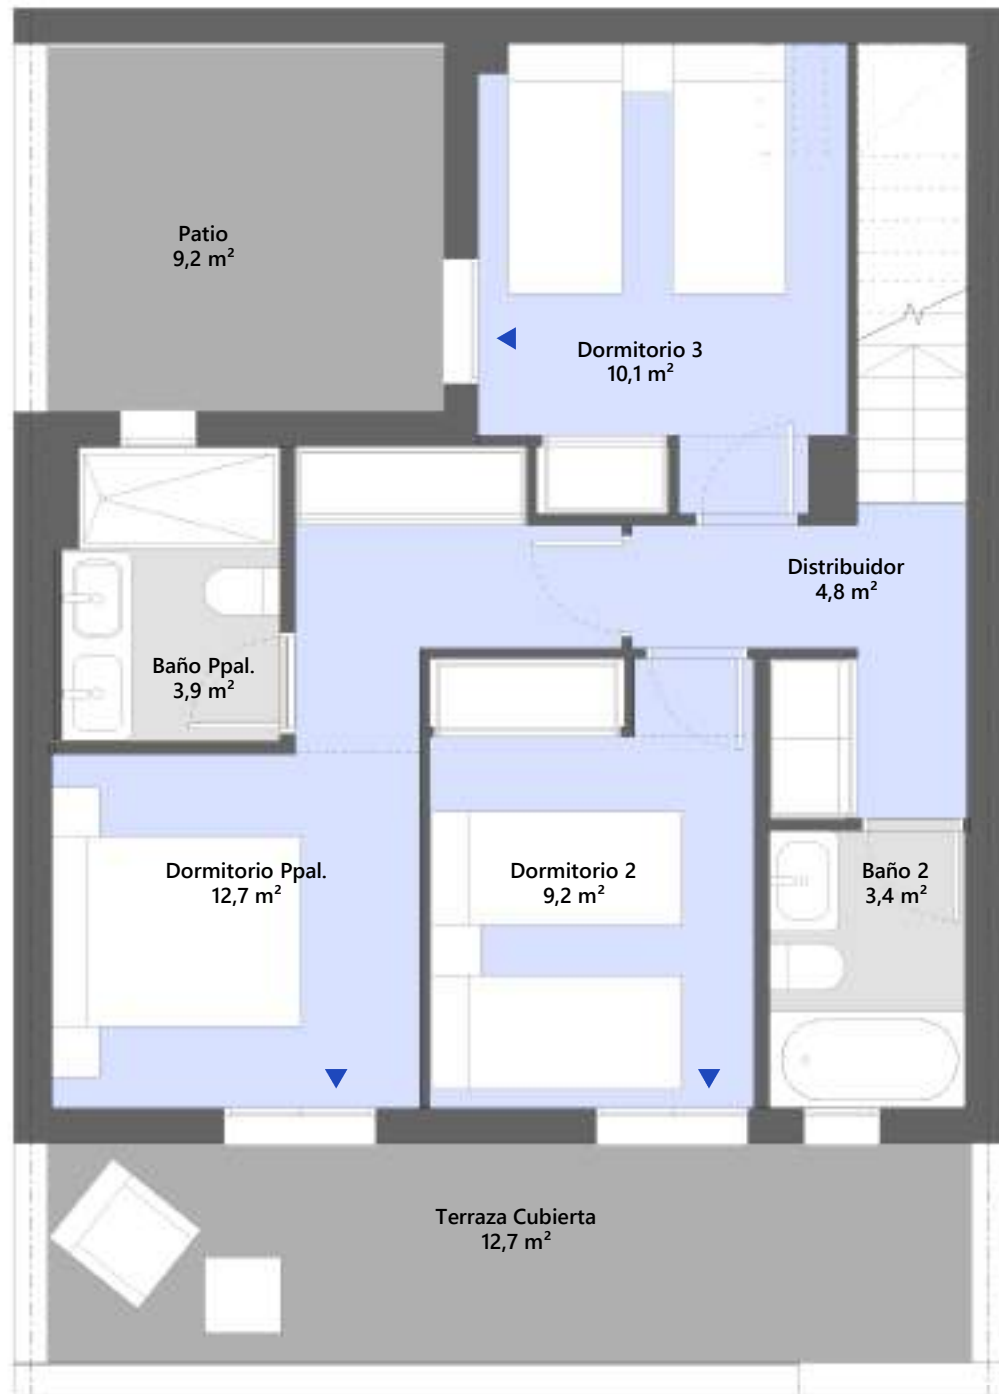 Patio
9,2 m²
Dormitorio 3
10,1 m²
Distribuidor
4,8 m²
Baño Ppal.
3,9 m²
Dormitorio Ppal.
12,7 m²
Dormitorio 2
9,2 m²
Baño 2
3,4 m²
Terraza Cubierta
12,7 m²